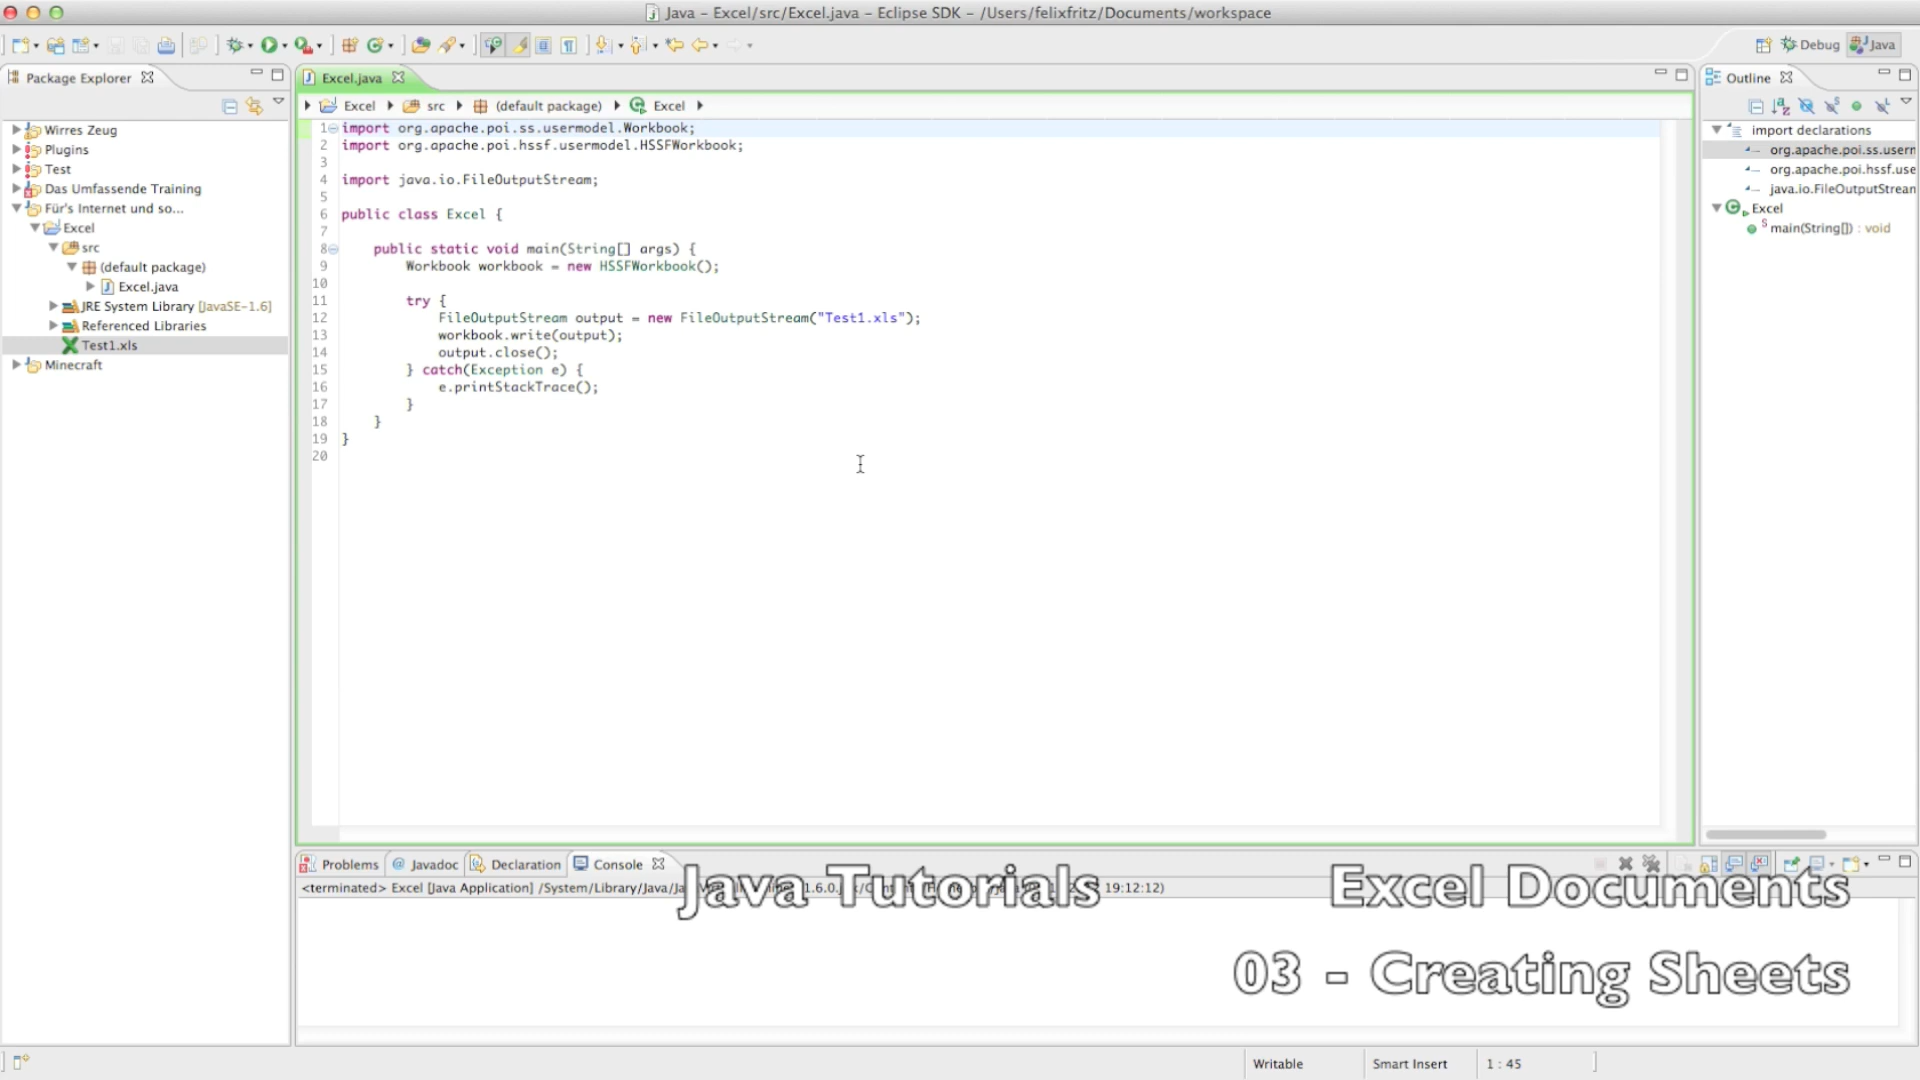 Java – Excel/src/Excel.java – Eclipse SDK – /Users/felixfritz/Documents/workspace
Debug
Java
Package Explorer
Wirres Zeug
Plugins
Test
Das Umfassende Training
Für's Internet und so...
Excel
src
(default package)
Excel.java
JRE System Library [JavaSE-1.6]
Referenced Libraries
Test1.xls
Minecraft
Excel.java
Excel
src
(default package)
Excel
1 import org.apache.poi.ss.usermodel.Workbook;
2 import org.apache.poi.hssf.usermodel.HSSFWorkbook;
3
4 import java.io.FileOutputStream;
5
6 public class Excel {
7
8     public static void main(String[] args) {
9         Workbook workbook = new HSSFWorkbook();
10
11         try {
12             FileOutputStream output = new FileOutputStream("Test1.xls");
13             workbook.write(output);
14             output.close();
15         } catch(Exception e) {
16             e.printStackTrace();
17         }
18     }
19 }
20
Outline
import declarations
org.apache.poi.ss.usern
org.apache.poi.hssf.use
java.io.FileOutputStrean
Excel
main(String[]) : void
Problems
Javadoc
Declaration
Console
<terminated> Excel [Java Application] /System/Library/Java/Ja 19:12:12)
Java Tutorials
Excel Documents
03 - Creating Sheets
Writable
Smart Insert
1 : 45